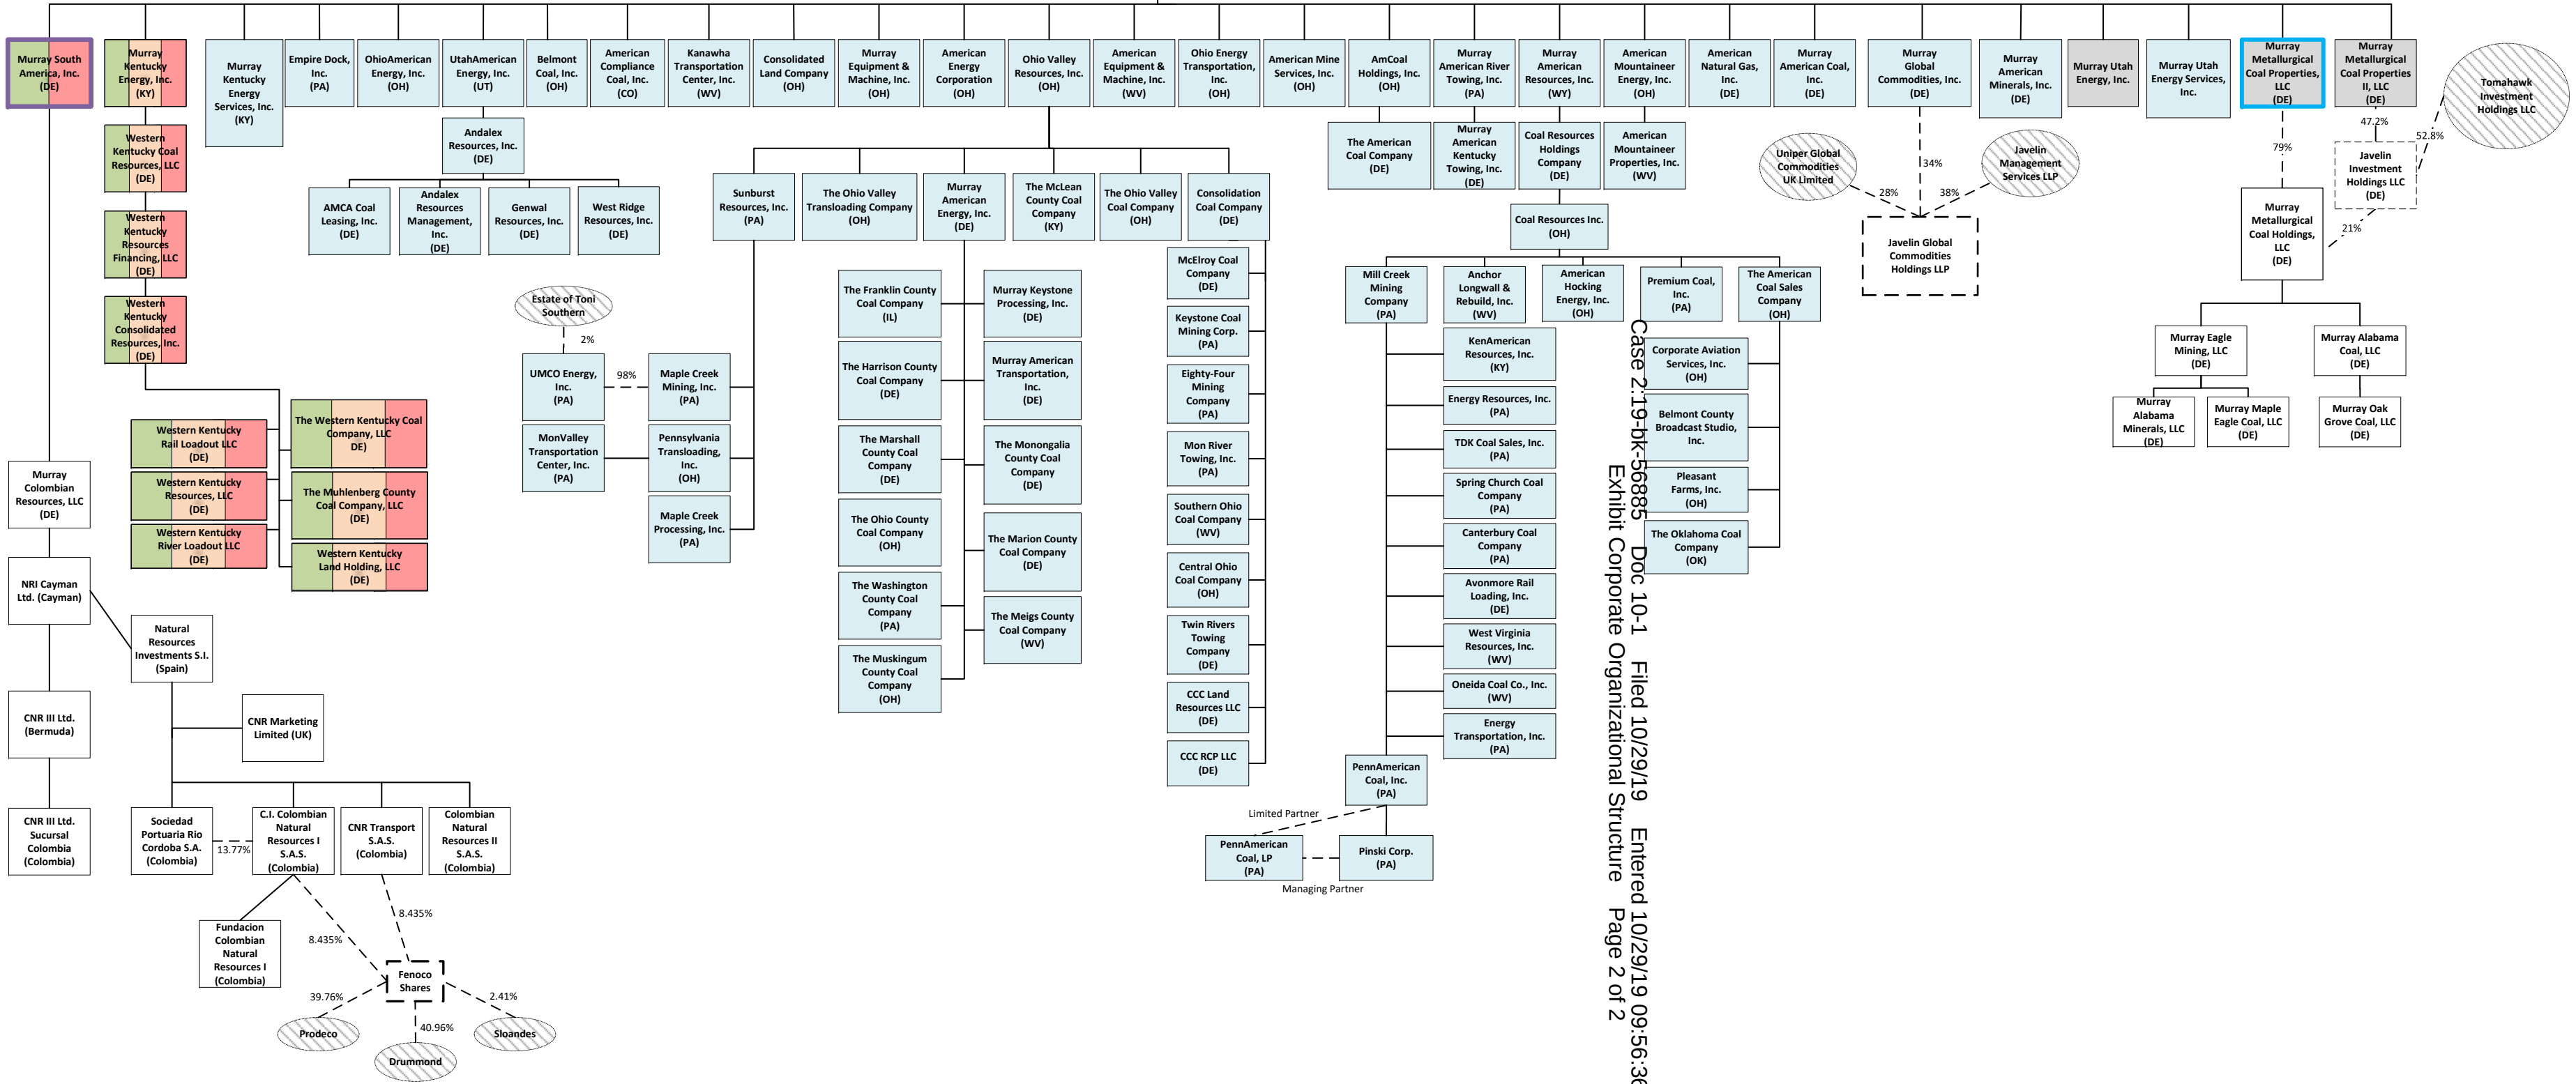 Murray South
America, Inc.
(DE)
Murray
Kentucky
Energy, Inc.
(KY)
Murray
Kentucky
Energy
Services, Inc.
(KY)
Empire Dock,
Inc.
(PA)
OhioAmerican
Energy, Inc.
(OH)
UtahAmerican
Energy, Inc.
(UT)
Belmont
Coal, Inc.
(OH)
American
Compliance
Coal, Inc.
(CO)
Kanawha
Transportation
Center, Inc.
(WV)
Consolidated
Land Company
(OH)
Murray
Equipment &
Machine, Inc.
(OH)
American
Energy
Corporation
(OH)
Ohio Valley
Resources, Inc.
(OH)
American
Equipment &
Machine, Inc.
(WV)
Ohio Energy
Transportation,
Inc.
(OH)
American Mine
Services, Inc.
(OH)
AmCoal
Holdings, Inc.
(OH)
Murray
American River
Towing, Inc.
(PA)
Murray
American
Resources, Inc.
(WY)
American
Mountaineer
Energy, Inc.
(OH)
American
Natural Gas, Inc.
(DE)
Murray
American Coal,
Inc.
(DE)
Murray
Global
Commodities, Inc.
(DE)
Murray
American
Minerals, Inc.
(DE)
Murray Utah
Energy, Inc.
Murray Utah
Energy Services,
Inc.
Murray
Metallurgical
Coal Properties,
LLC
(DE)
Murray
Metallurgical
Coal Properties
II, LLC
(DE)
Tomahawk
Investment
Holdings LLC
Western
Kentucky Coal
Resources, LLC
(DE)
Western
Kentucky
Resources
Financing, LLC
(DE)
Western
Kentucky
Consolidated
Resources, Inc.
(DE)
Western Kentucky
Rail Loadout LLC
(DE)
Western Kentucky
Resources, LLC
(DE)
Western Kentucky
River Loadout LLC
(DE)
The Western Kentucky Coal
Company, LLC
DE)
The Muhlenberg County
Coal Company, LLC
(DE)
Western Kentucky
Land Holding, LLC
(DE)
Andalex
Resources, Inc.
(DE)
AMCA Coal
Leasing, Inc.
(DE)
Andalex
Resources
Management,
Inc.
(DE)
Genwal
Resources, Inc.
(DE)
West Ridge
Resources, Inc.
(DE)
Sunburst
Resources, Inc.
(PA)
The Ohio Valley
Transloading Company
(OH)
Murray
American
Energy, Inc.
(DE)
The McLean
County Coal
Company
(KY)
The Ohio Valley
Coal Company
(OH)
Consolidation
Coal Company
(DE)
Estate of Toni
Southern
2%
UMCO Energy,
Inc.
(PA)
98%
Maple Creek
Mining, Inc.
(PA)
MonValley
Transportation
Center, Inc.
(PA)
Pennsylvania
Transloading,
Inc.
(OH)
Maple Creek
Processing, Inc.
(PA)
The Franklin County
Coal Company
(IL)
Murray Keystone
Processing, Inc.
(DE)
The Harrison County
Coal Company
(DE)
Murray American
Transportation,
Inc.
(DE)
The Marshall
County Coal
Company
(DE)
The Monongalia
County Coal
Company
(DE)
The Ohio County
Coal Company
(OH)
The Marion County
Coal Company
(DE)
The Washington
County Coal
Company
(PA)
The Meigs County
Coal Company
(WV)
The Muskingum
County Coal
Company
(OH)
McElroy Coal
Company
(DE)
Keystone Coal
Mining Corp.
(PA)
Eighty-Four
Mining
Company
(PA)
Mon River
Towing, Inc.
(PA)
Southern Ohio
Coal Company
(WV)
Central Ohio
Coal Company
(OH)
Twin Rivers
Towing
Company
(DE)
CCC Land
Resources LLC
(DE)
CCC RCP LLC
(DE)
The American
Coal Company
(DE)
Murray
American
Kentucky
Towing, Inc.
(DE)
Coal Resources
Holdings
Company
(DE)
American
Mountaineer
Properties, Inc.
(WV)
Coal Resources Inc.
(OH)
Mill Creek
Mining
Company
(PA)
Anchor
Longwall &
Rebuild, Inc.
(WV)
American
Hocking
Energy, Inc.
(OH)
Premium Coal,
Inc.
(PA)
The American
Coal Sales
Company
(OH)
KenAmerican
Resources, Inc.
(KY)
Energy Resources, Inc.
(PA)
TDK Coal Sales, Inc.
(PA)
Spring Church Coal
Company
(PA)
Canterbury Coal
Company
(PA)
Avonmore Rail
Loading, Inc.
(DE)
West Virginia
Resources, Inc.
(WV)
Oneida Coal Co., Inc.
(WV)
Energy
Transportation, Inc.
(PA)
Corporate Aviation
Services, Inc.
(OH)
Belmont County
Broadcast Studio,
Inc.
Pleasant
Farms, Inc.
(OH)
The Oklahoma Coal
Company
(OK)
PennAmerican
Coal, Inc.
(PA)
Limited Partner
PennAmerican
Coal, LP
(PA)
Pinski Corp.
(PA)
Managing Partner
Uniper Global
Commodities
UK Limited
28%
34%
38%
Javelin
Management
Services LLP
Javelin Global
Commodities
Holdings LLP
79%
47.2%
52.8%
Javelin
Investment
Holdings LLC
(DE)
21%
Murray
Metallurgical
Coal Holdings,
LLC
(DE)
Murray Eagle
Mining, LLC
(DE)
Murray Alabama
Coal, LLC
(DE)
Murray
Alabama
Minerals, LLC
(DE)
Murray Maple
Eagle Coal, LLC
(DE)
Murray Oak
Grove Coal, LLC
(DE)
Murray
Colombian
Resources, LLC
(DE)
NRI Cayman
Ltd. (Cayman)
Natural
Resources
Investments S.I.
(Spain)
CNR III Ltd.
(Bermuda)
CNR Marketing
Limited (UK)
CNR III Ltd.
Sucursal
Colombia
(Colombia)
Sociedad
Portuaria Rio
Cordoba S.A.
(Colombia)
13.77%
C.I. Colombian
Natural
Resources I
S.A.S.
(Colombia)
CNR Transport
S.A.S.
(Colombia)
Colombian
Natural
Resources II
S.A.S.
(Colombia)
Fundacion
Colombian
Natural
Resources I
(Colombia)
8.435%
8.435%
Fenoco
Shares
39.76%
40.96%
2.41%
Prodeco
Drummond
Sloandes
Case 2:19-bk-56885 Doc 10-1 Filed 10/29/19 Entered 10/29/19 09:56:36
Exhibit Corporate Organizational Structure Page 2 of 2